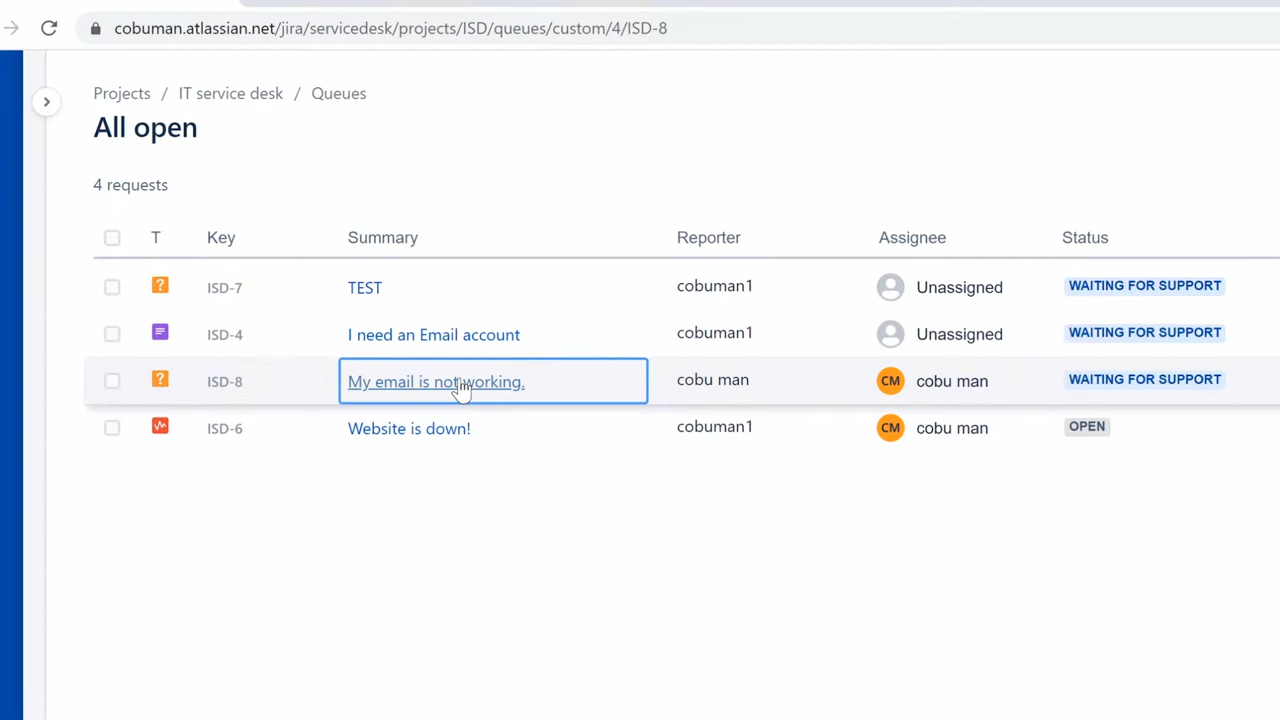 cobuman.atlassian.net/jira/servicedesk/projects/ISD/queues/custom/4/ISD-8
Projects / IT service desk / Queues
All open
4 requests
T Key Summary Reporter Assignee Status
? ISD-7 TEST cobuman1 Unassigned WAITING FOR SUPPORT
ISD-4 I need an Email account cobuman1 Unassigned WAITING FOR SUPPORT
? ISD-8 My email is not working. cobu man CM cobu man WAITING FOR SUPPORT
ISD-6 Website is down! cobuman1 CM cobu man OPEN